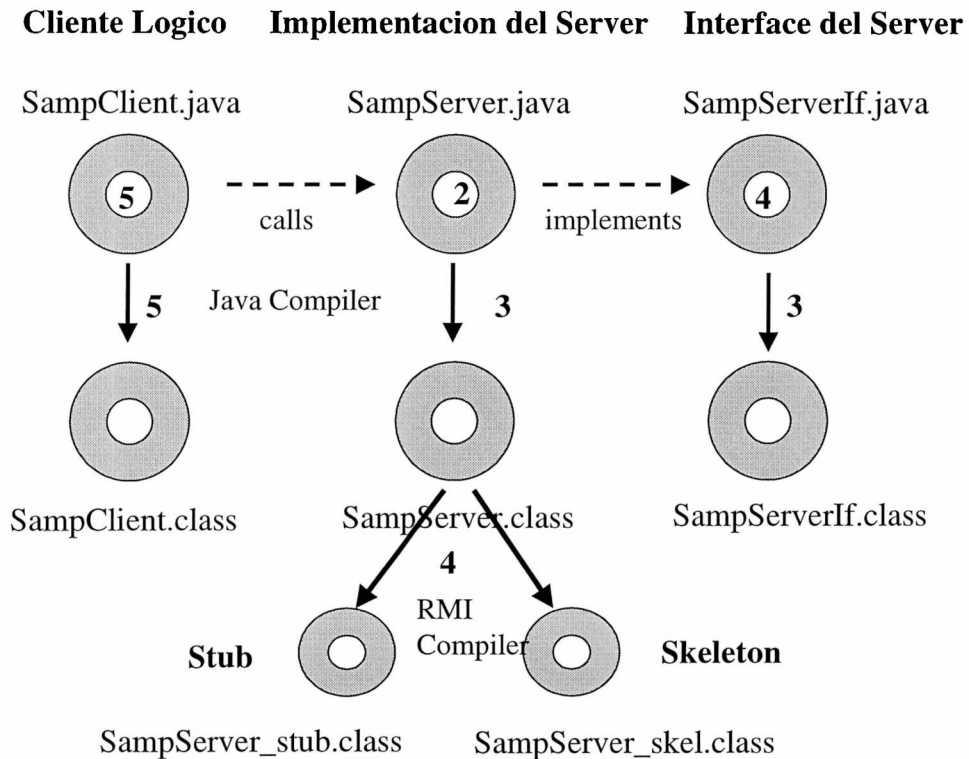 Cliente Logico Implementacion del Server Interface del Server
SampClient.java SampServer.java SampServerIf.java
5 2 4
calls implements
5 Java Compiler 3 3
SampClient.class SampServer.class SampServerIf.class
4
RMI
Compiler
Stub Skeleton
SampServer_stub.class SampServer_skel.class